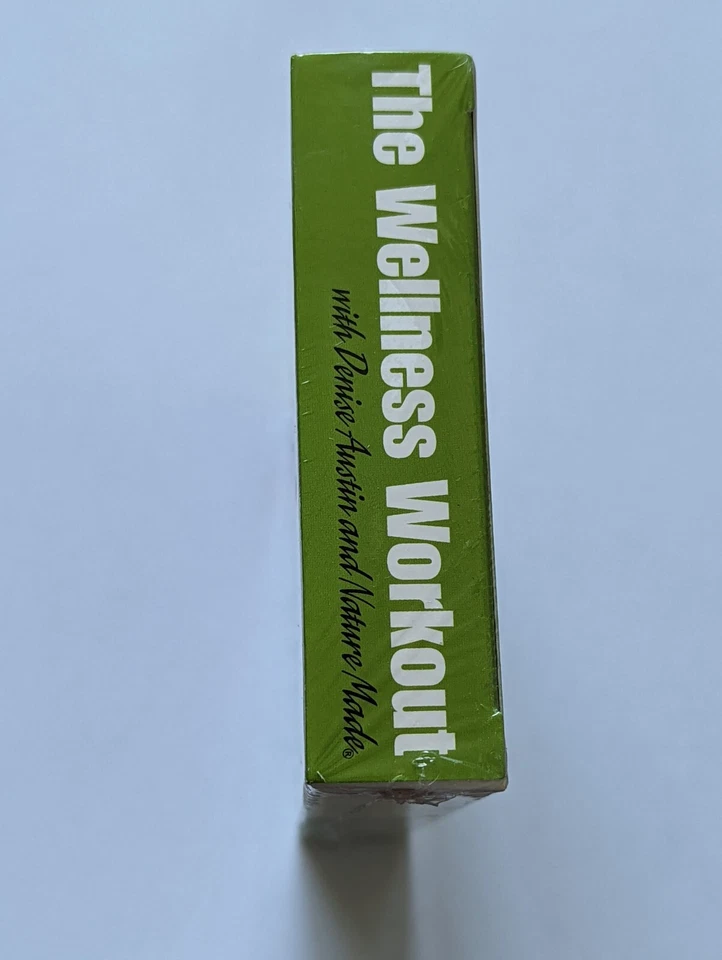 The Wellness Workout
with Denise Austin and Nature Made®